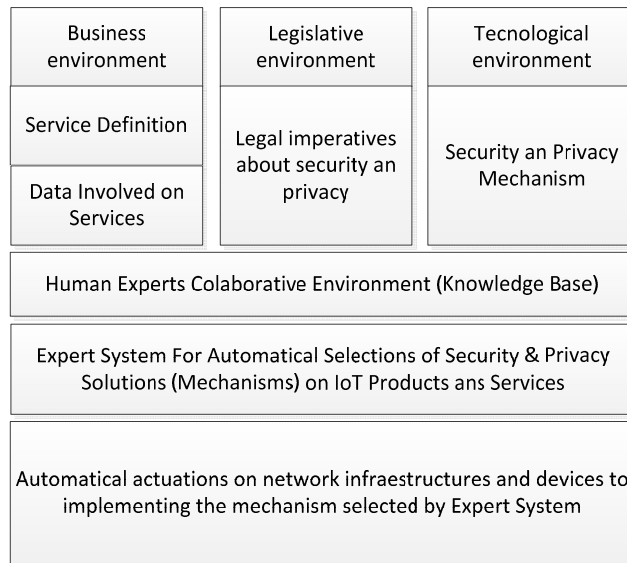 Business
environment
Service Definition
Data Involved on
Services
Legislative
environment
Legal imperatives
about security an
privacy
Tecnological
environment
Security an Privacy
Mechanism
Human Experts Colaborative Environment (Knowledge Base)
Expert System For Automatical Selections of Security & Privacy
Solutions (Mechanisms) on IoT Products ans Services
Automatical actuations on network infraestructures and devices to
implementing the mechanism selected by Expert System